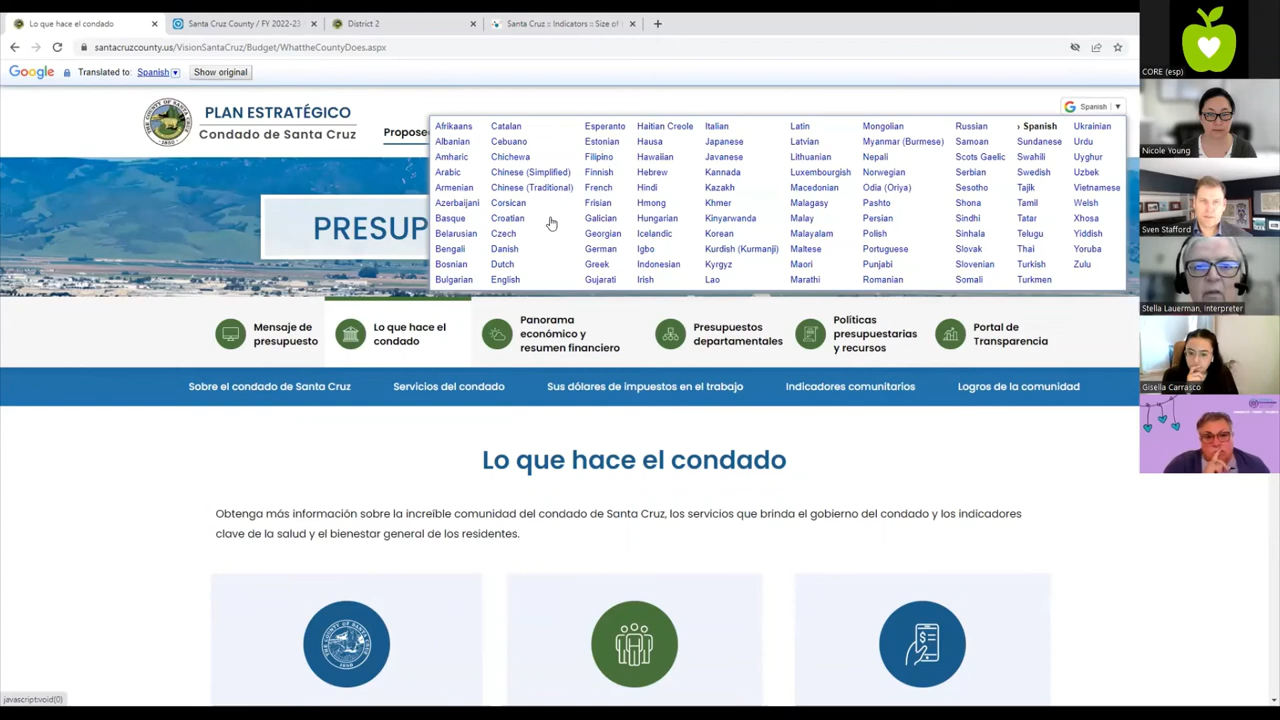 Lo que hace el condado
Santa Cruz County / FY 2022-23
District 2
Santa Cruz :: Indicators :: Size of
santacruzcounty.us/VisionSantaCruz/Budget/WhattheCountyDoes.aspx
Google Translated to: Spanish Show original
PLAN ESTRATÉGICO
Condado de Santa Cruz
Propose
Spanish
Afrikaans Catalan Esperanto Haitian Creole Italian Latin Mongolian Russian › Spanish Ukrainian
Albanian Cebuano Estonian Hausa Japanese Latvian Myanmar (Burmese) Samoan Sundanese Urdu
Amharic Chichewa Filipino Hawaiian Javanese Lithuanian Nepali Scots Gaelic Swahili Uyghur
Arabic Chinese (Simplified) Finnish Hebrew Kannada Luxembourgish Norwegian Serbian Swedish Uzbek
Armenian Chinese (Traditional) French Hindi Kazakh Macedonian Odia (Oriya) Sesotho Tajik Vietnamese
Azerbaijani Corsican Frisian Hmong Khmer Malagasy Pashto Shona Tamil Welsh
Basque Croatian Galician Hungarian Kinyarwanda Malay Persian Sindhi Tatar Xhosa
Belarusian Czech Georgian Icelandic Korean Malayalam Polish Sinhala Telugu Yiddish
Bengali Danish German Igbo Kurdish (Kurmanji) Maltese Portuguese Slovak Thai Yoruba
Bosnian Dutch Greek Indonesian Kyrgyz Maori Punjabi Slovenian Turkish Zulu
Bulgarian English Gujarati Irish Lao Marathi Romanian Somali Turkmen
PRESUP
Mensaje de
presupuesto
Lo que hace el
condado
Panorama
económico y
resumen financiero
Presupuestos
departamentales
Políticas
presupuestarias
y recursos
Portal de
Transparencia
Sobre el condado de Santa Cruz Servicios del condado Sus dólares de impuestos en el trabajo Indicadores comunitarios Logros de la comunidad
Lo que hace el condado
Obtenga más información sobre la increíble comunidad del condado de Santa Cruz, los servicios que brinda el gobierno del condado y los indicadores
clave de la salud y el bienestar general de los residentes.
javascript:void(0)
CORE (esp)
Nicole Young
Sven Stafford
Stella Lauerman, Interpreter
Gisella Carrasco